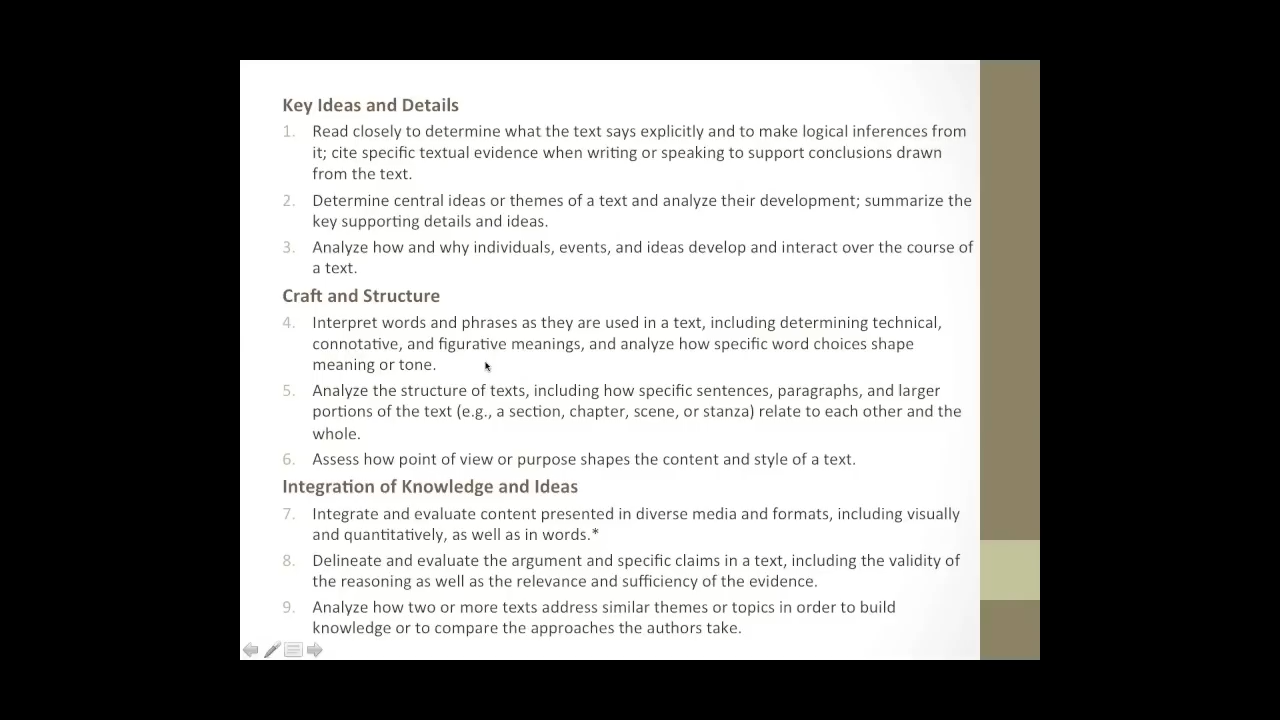 Key Ideas and Details
1. Read closely to determine what the text says explicitly and to make logical inferences from
it; cite specific textual evidence when writing or speaking to support conclusions drawn
from the text.
2. Determine central ideas or themes of a text and analyze their development; summarize the
key supporting details and ideas.
3. Analyze how and why individuals, events, and ideas develop and interact over the course of
a text.
Craft and Structure
4. Interpret words and phrases as they are used in a text, including determining technical,
connotative, and figurative meanings, and analyze how specific word choices shape
meaning or tone.
5. Analyze the structure of texts, including how specific sentences, paragraphs, and larger
portions of the text (e.g., a section, chapter, scene, or stanza) relate to each other and the
whole.
6. Assess how point of view or purpose shapes the content and style of a text.
Integration of Knowledge and Ideas
7. Integrate and evaluate content presented in diverse media and formats, including visually
and quantitatively, as well as in words.*
8. Delineate and evaluate the argument and specific claims in a text, including the validity of
the reasoning as well as the relevance and sufficiency of the evidence.
9. Analyze how two or more texts address similar themes or topics in order to build
knowledge or to compare the approaches the authors take.